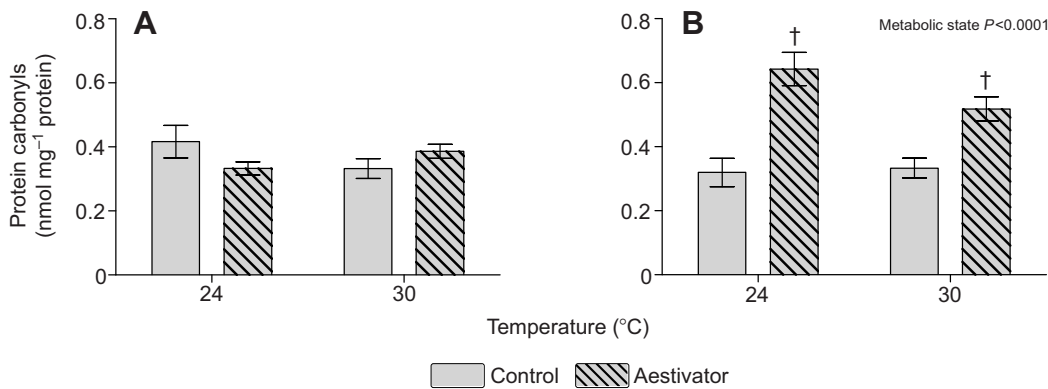 A
B
Metabolic state P<0.0001
Protein carbonyls
(nmol mg–1 protein)
0.8
0.6
0.4
0.2
0
0.8
0.6
0.4
0.2
0
†
†
24
30
24
30
Temperature (°C)
Control
Aestivator